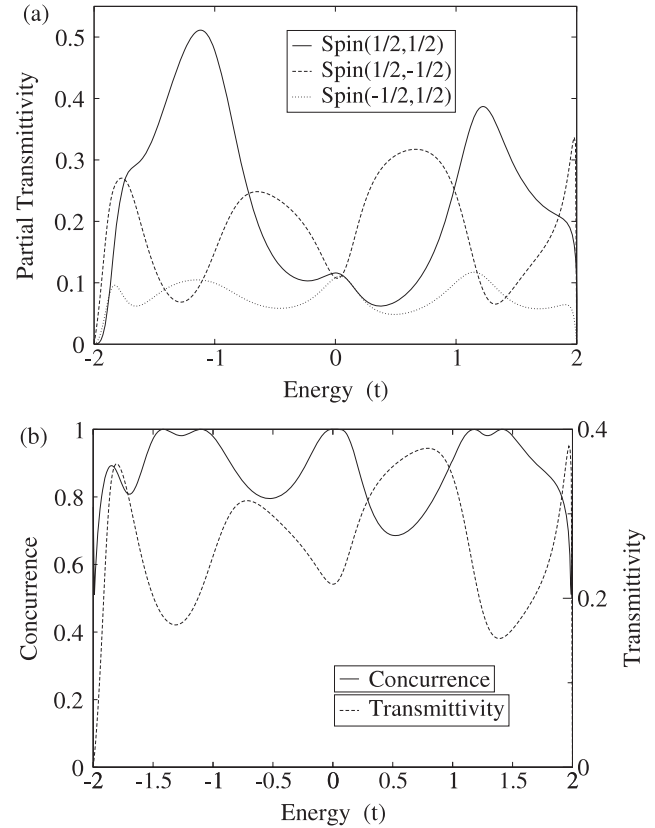 (a)
Partial Transmittivity
0.5
0.4
0.3
0.2
0.1
0
Spin(1/2,1/2)
Spin(1/2,-1/2)
Spin(-1/2,1/2)
-2 -1 0 1 2
Energy (t)
(b)
Concurrence
1
0.8
0.6
0.4
0.2
0
Concurrence
Transmittivity
0.4
0.2
0
Transmittivity
-2 -1.5 -1 -0.5 0 0.5 1 1.5 2
Energy (t)